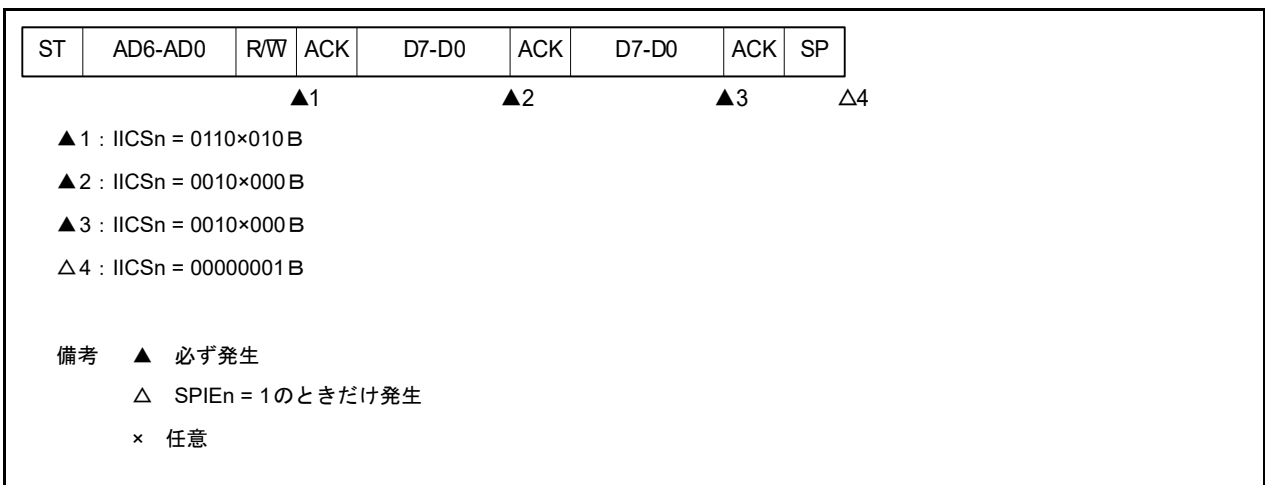 ST AD6-AD0 R/W̅ ACK D7-D0 ACK D7-D0 ACK SP
▲1 ▲2 ▲3 △4
▲1：IICSn = 0110×010B
▲2：IICSn = 0010×000B
▲3：IICSn = 0010×000B
△4：IICSn = 00000001B
備考 ▲ 必ず発生
△ SPIEn = 1のときだけ発生
× 任意